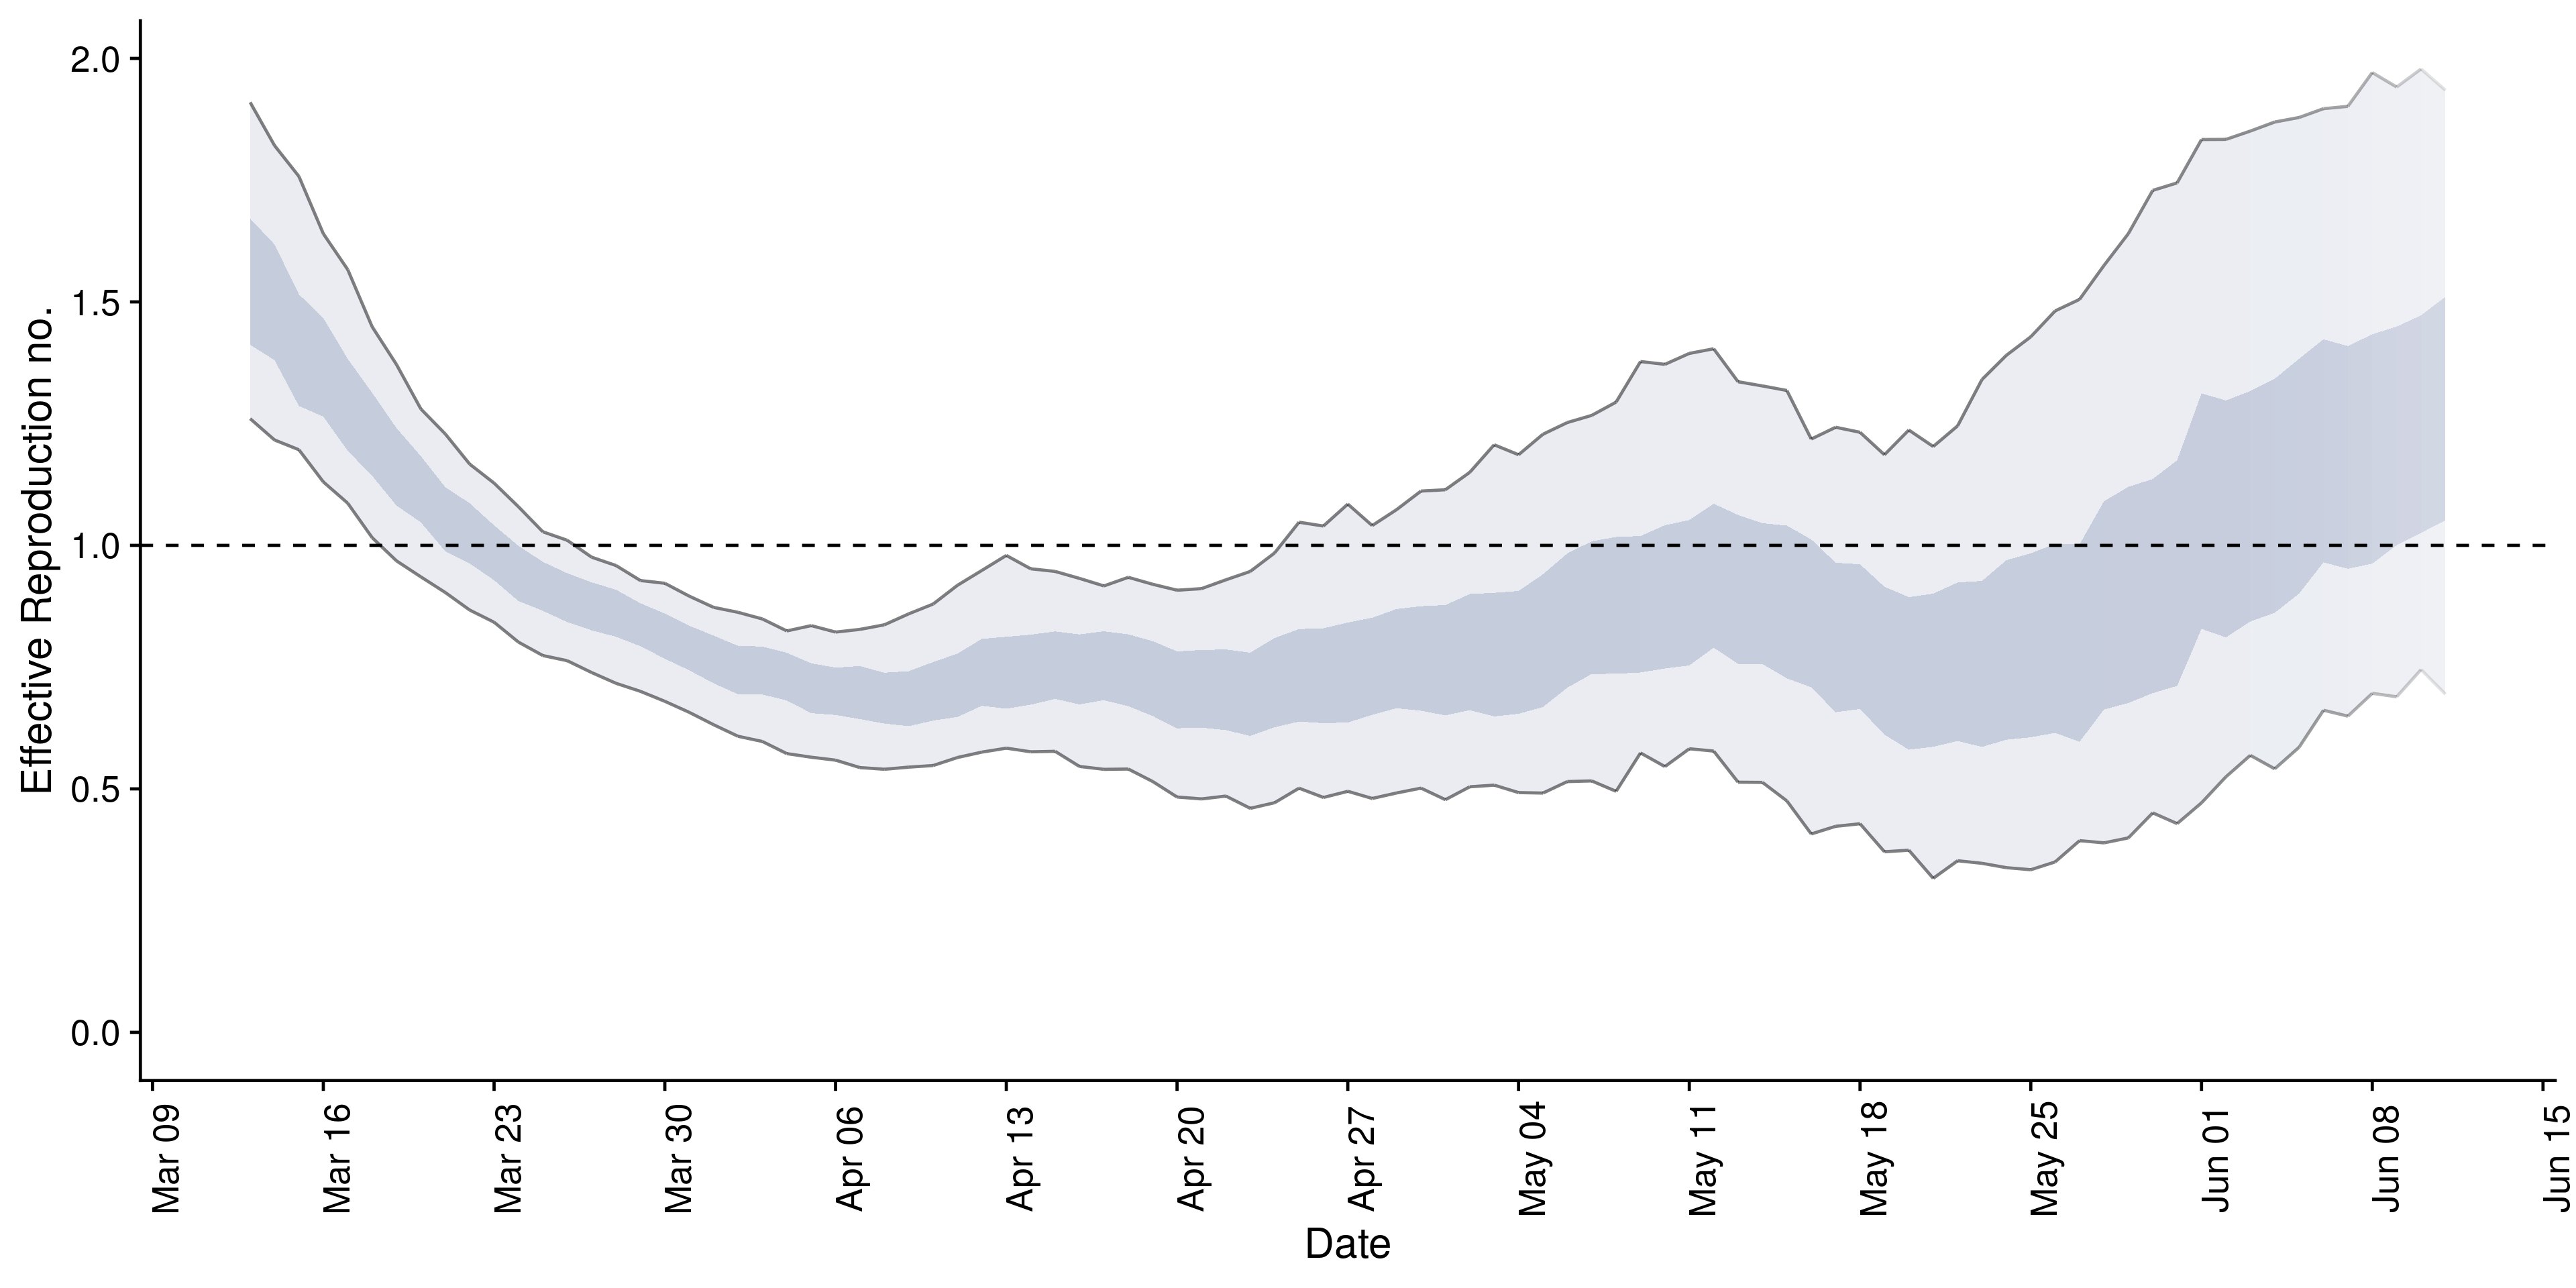 Effective Reproduction no.
2.0
1.5
1.0
0.5
0.0
Mar 09
Mar 16
Mar 23
Mar 30
Apr 06
Apr 13
Apr 20
Apr 27
May 04
May 11
May 18
May 25
Jun 01
Jun 08
Jun 15
Date